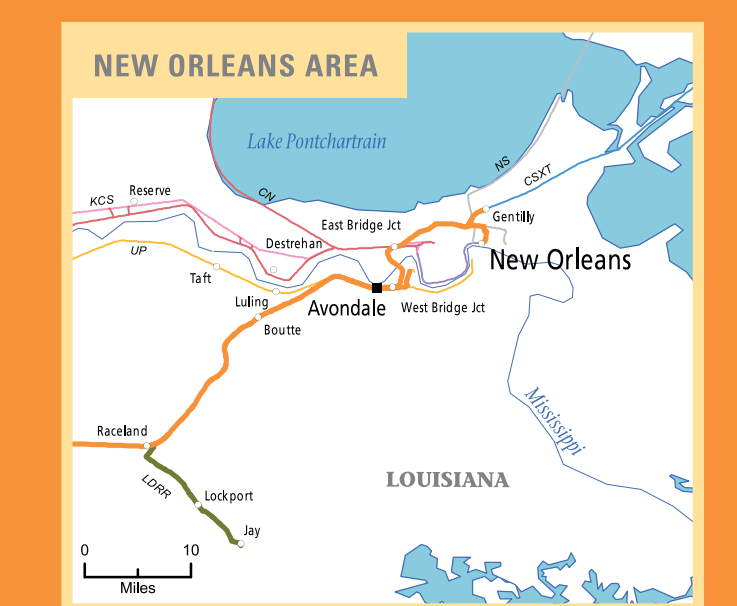 NEW ORLEANS AREA
Lake Pontchartrain
NS
CSXT
KCS
Reserve
CN
East Bridge Jct
Gentilly
UP
Destrehan
New Orleans
Taft
Luling
Avondale
West Bridge Jct
Boutte
Mississippi
Raceland
LDRR
LOUISIANA
Lockport
Jay
0 10
Miles